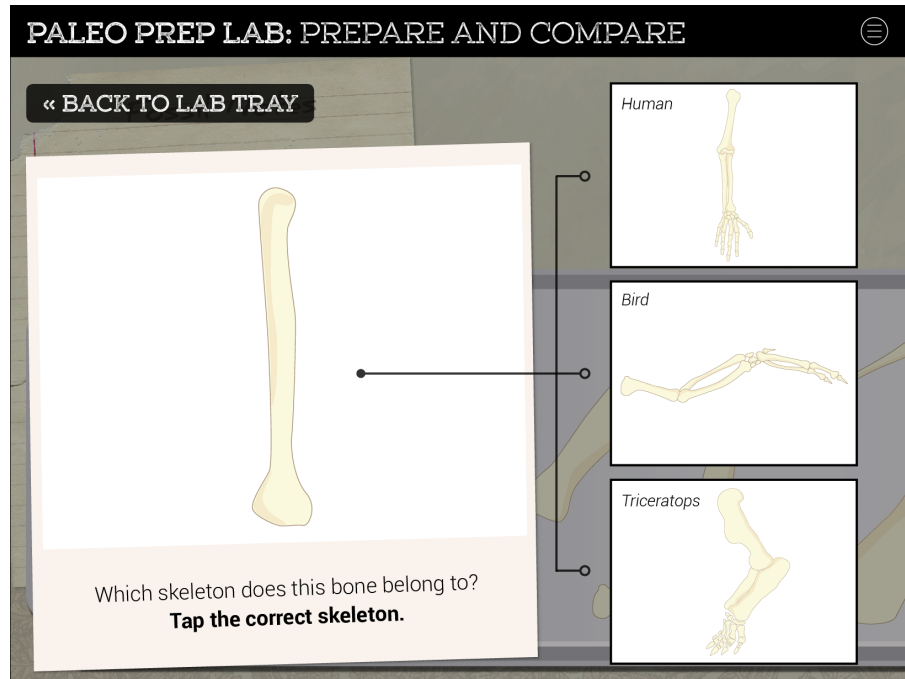 PALEO PREP LAB: PREPARE AND COMPARE
« BACK TO LAB TRAY
Which skeleton does this bone belong to?
Tap the correct skeleton.
Human
Bird
Triceratops